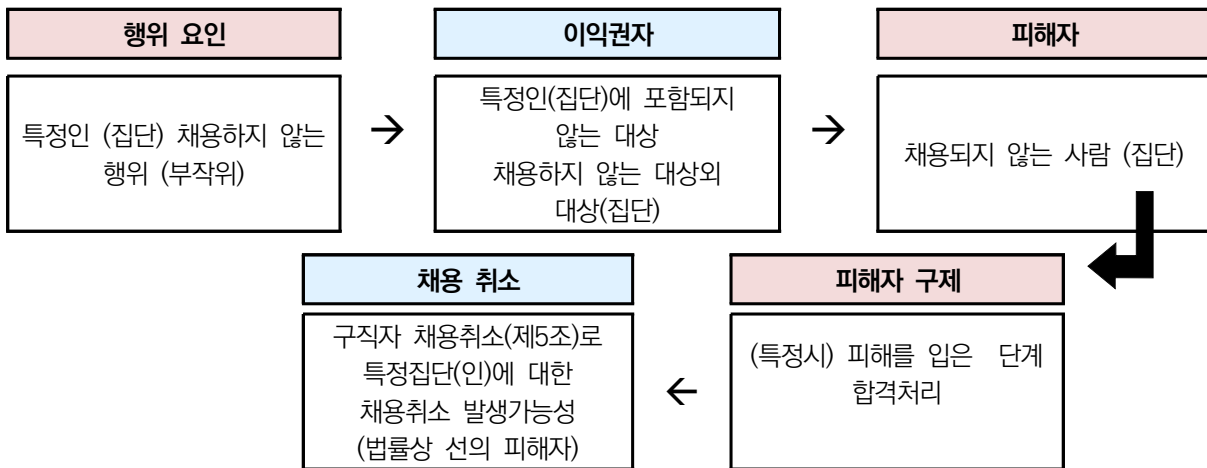 행위 요인
특정인 (집단) 채용하지 않는
행위 (부작위)
→
이익권자
특정인(집단)에 포함되지
않는 대상
채용하지 않는 대상외
대상(집단)
→
피해자
채용되지 않는 사람 (집단)
피해자 구제
(특정시) 피해를 입은 단계
합격처리
←
채용 취소
구직자 채용취소(제5조)로
특정집단(인)에 대한
채용취소 발생가능성
(법률상 선의 피해자)